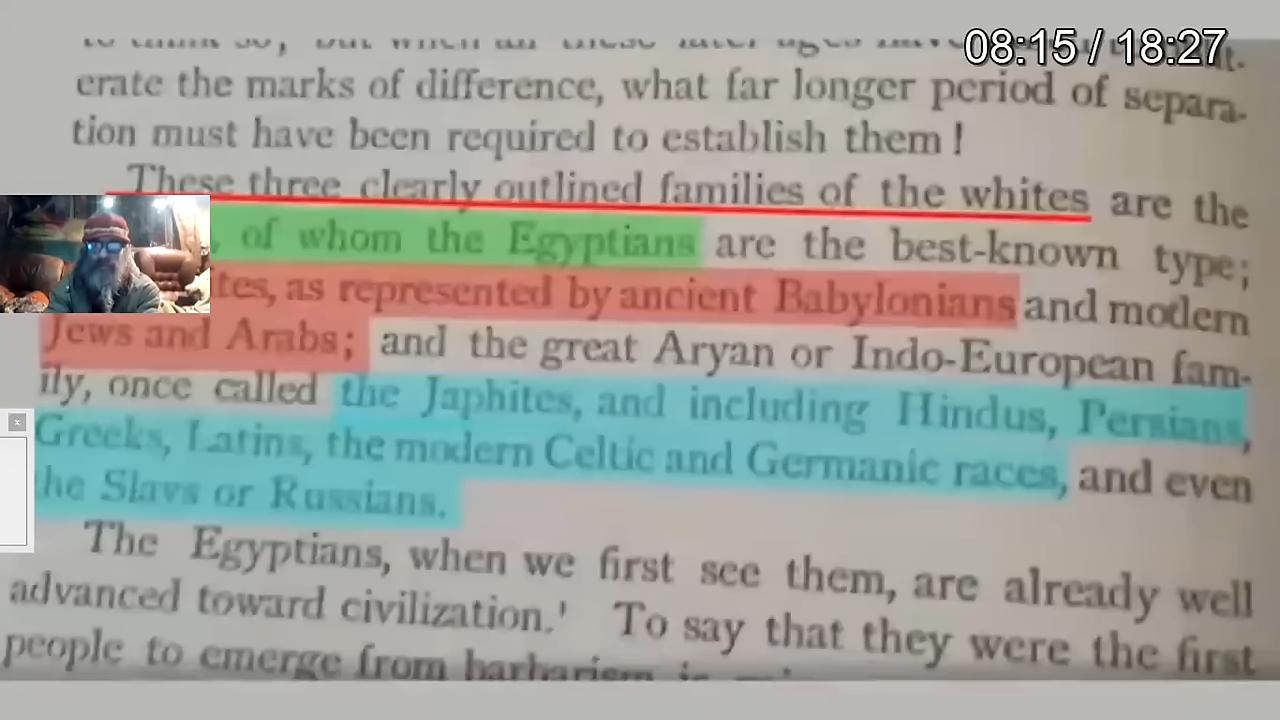 08:15 / 18:27
erate the marks of difference, what far longer period of separa-
tion must have been required to establish them!
These three clearly outlined families of the whites are the
, of whom the Egyptians are the best-known type;
tes, as represented by ancient Babylonians and modern
Jews and Arabs; and the great Aryan or Indo-European fam-
ily, once called the Japhites, and including Hindus, Persians,
Greeks, Latins, the modern Celtic and Germanic races, and even
he Slavs or Russians.
The Egyptians, when we first see them, are already well
advanced toward civilization.¹ To say that they were the first
people to emerge from barbarism is
x